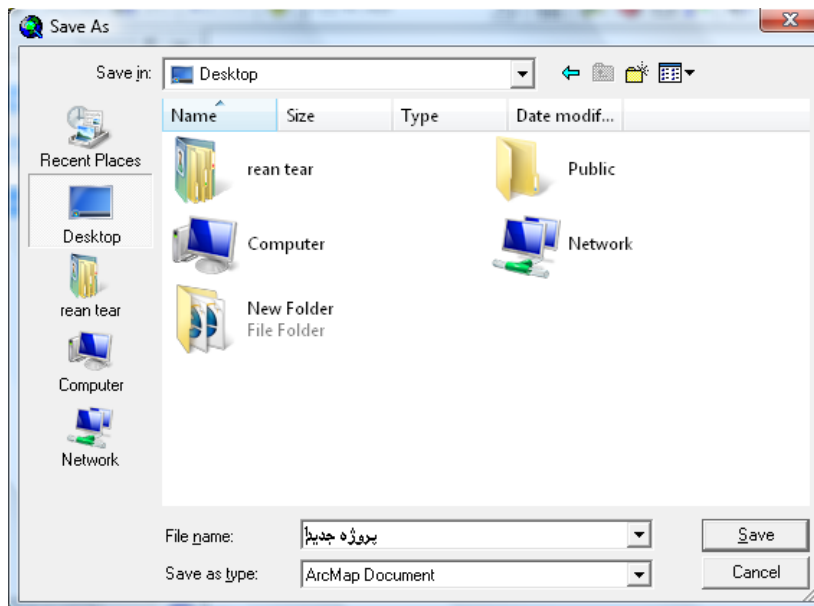 Save As
Save in: Desktop
Name Size Type Date modif...
Recent Places
Desktop
rean tear
Computer
Network
rean tear Public
Computer Network
New Folder
File Folder
File name: پروژه جدید Save
Save as type: ArcMap Document Cancel